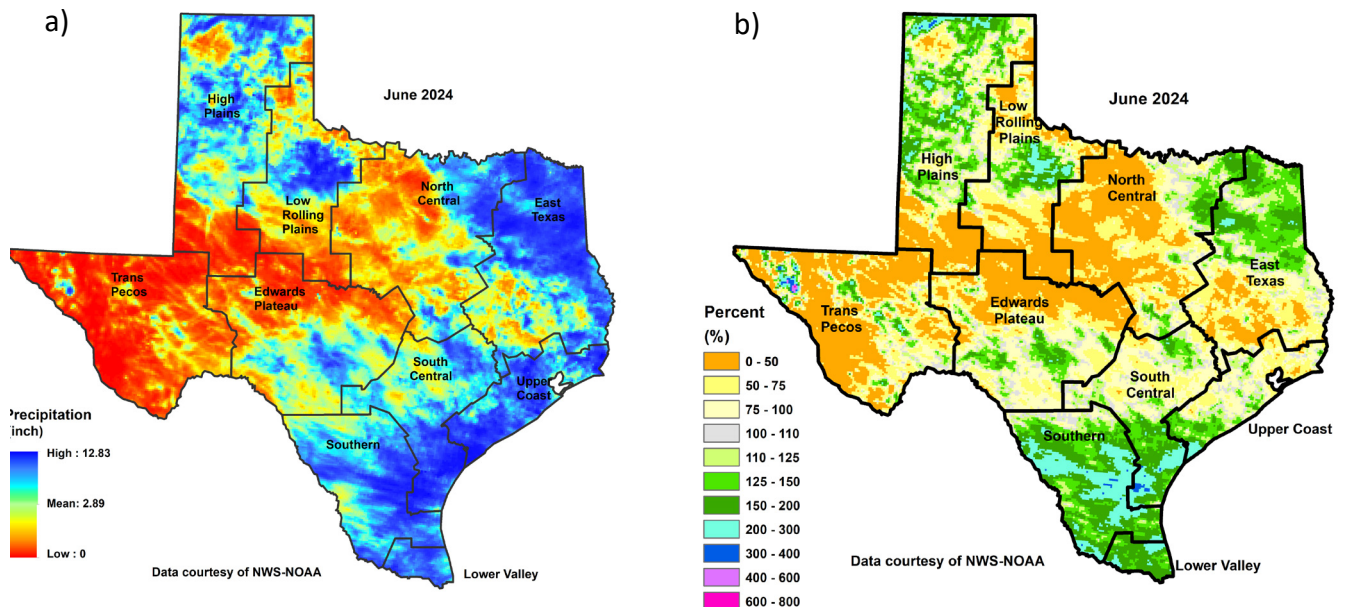 a)
June 2024
High
Plains
Low
Rolling
Plains
North
Central
East
Texas
Trans
Pecos
Edwards
Plateau
South
Central
Upper
Coast
Southern
Precipitation
(inch)
High : 12.83
Mean: 2.89
Low : 0
Data courtesy of NWS-NOAA
Lower Valley
b)
June 2024
Low
Rolling
Plains
High
Plains
North
Central
East
Texas
Trans
Pecos
Edwards
Plateau
South
Central
Upper Coast
Southern
Percent
(%)
0 - 50
50 - 75
75 - 100
100 - 110
110 - 125
125 - 150
150 - 200
200 - 300
300 - 400
400 - 600
600 - 800
Data courtesy of NWS-NOAA
Lower Valley